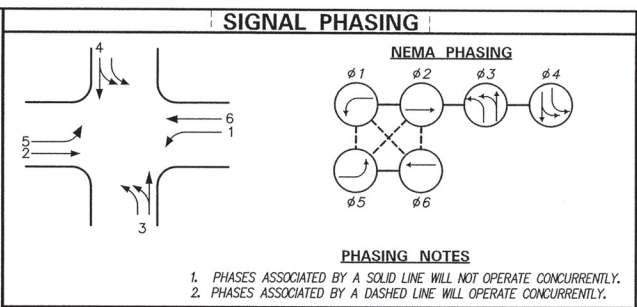 SIGNAL PHASING
4
NEMA PHASING
ø1 ø2 ø3 ø4
6
1
5
2
3
ø5 ø6
PHASING NOTES
1. PHASES ASSOCIATED BY A SOLID LINE WILL NOT OPERATE CONCURRENTLY.
2. PHASES ASSOCIATED BY A DASHED LINE WILL OPERATE CONCURRENTLY.